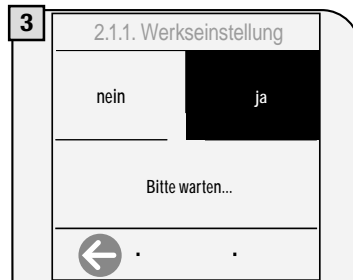 3
2.1.1. Werkseinstellung
nein ja
Bitte warten...